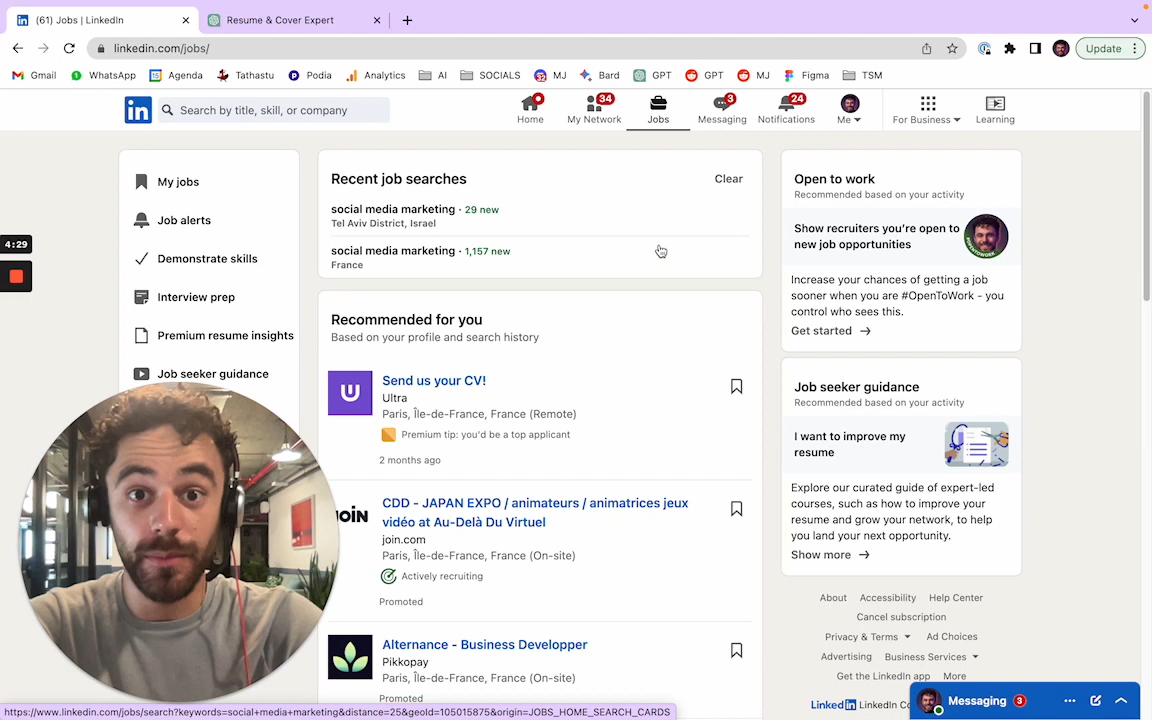 (61) Jobs | LinkedIn
Resume & Cover Expert
linkedin.com/jobs/
Update
Gmail
WhatsApp
Agenda
Tathastu
Podia
Analytics
AI
SOCIALS
MJ
Bard
GPT
GPT
MJ
Figma
TSM
in
Search by title, skill, or company
Home
34
My Network
Jobs
3
Messaging
24
Notifications
Me
For Business
Learning
4:29
My jobs
Job alerts
Demonstrate skills
Interview prep
Premium resume insights
Job seeker guidance
Recent job searches
Clear
social media marketing · 29 new
Tel Aviv District, Israel
social media marketing · 1,157 new
France
Recommended for you
Based on your profile and search history
U
Send us your CV!
Ultra
Paris, Île-de-France, France (Remote)
Premium tip: you'd be a top applicant
2 months ago
CDD - JAPAN EXPO / animateurs / animatrices jeux
vidéo at Au-Delà Du Virtuel
join.com
Paris, Île-de-France, France (On-site)
Actively recruiting
Promoted
Alternance - Business Developper
Pikkopay
Paris, Île-de-France, France (On-site)
Promoted
Open to work
Recommended based on your activity
Show recruiters you're open to
new job opportunities
#OPENTOWORK
Increase your chances of getting a job
sooner when you are #OpenToWork - you
control who sees this.
Get started
Job seeker guidance
Recommended based on your activity
I want to improve my
resume
Explore our curated guide of expert-led
courses, such as how to improve your
resume and grow your network, to help
you land your next opportunity.
Show more
About Accessibility Help Center
Cancel subscription
Privacy & Terms Ad Choices
Advertising Business Services
Get the LinkedIn app More
LinkedIn LinkedIn Co
Messaging 3
https://www.linkedin.com/jobs/search?keywords=social+media+marketing&distance=25&geoId=105015875&origin=JOBS_HOME_SEARCH_CARDS